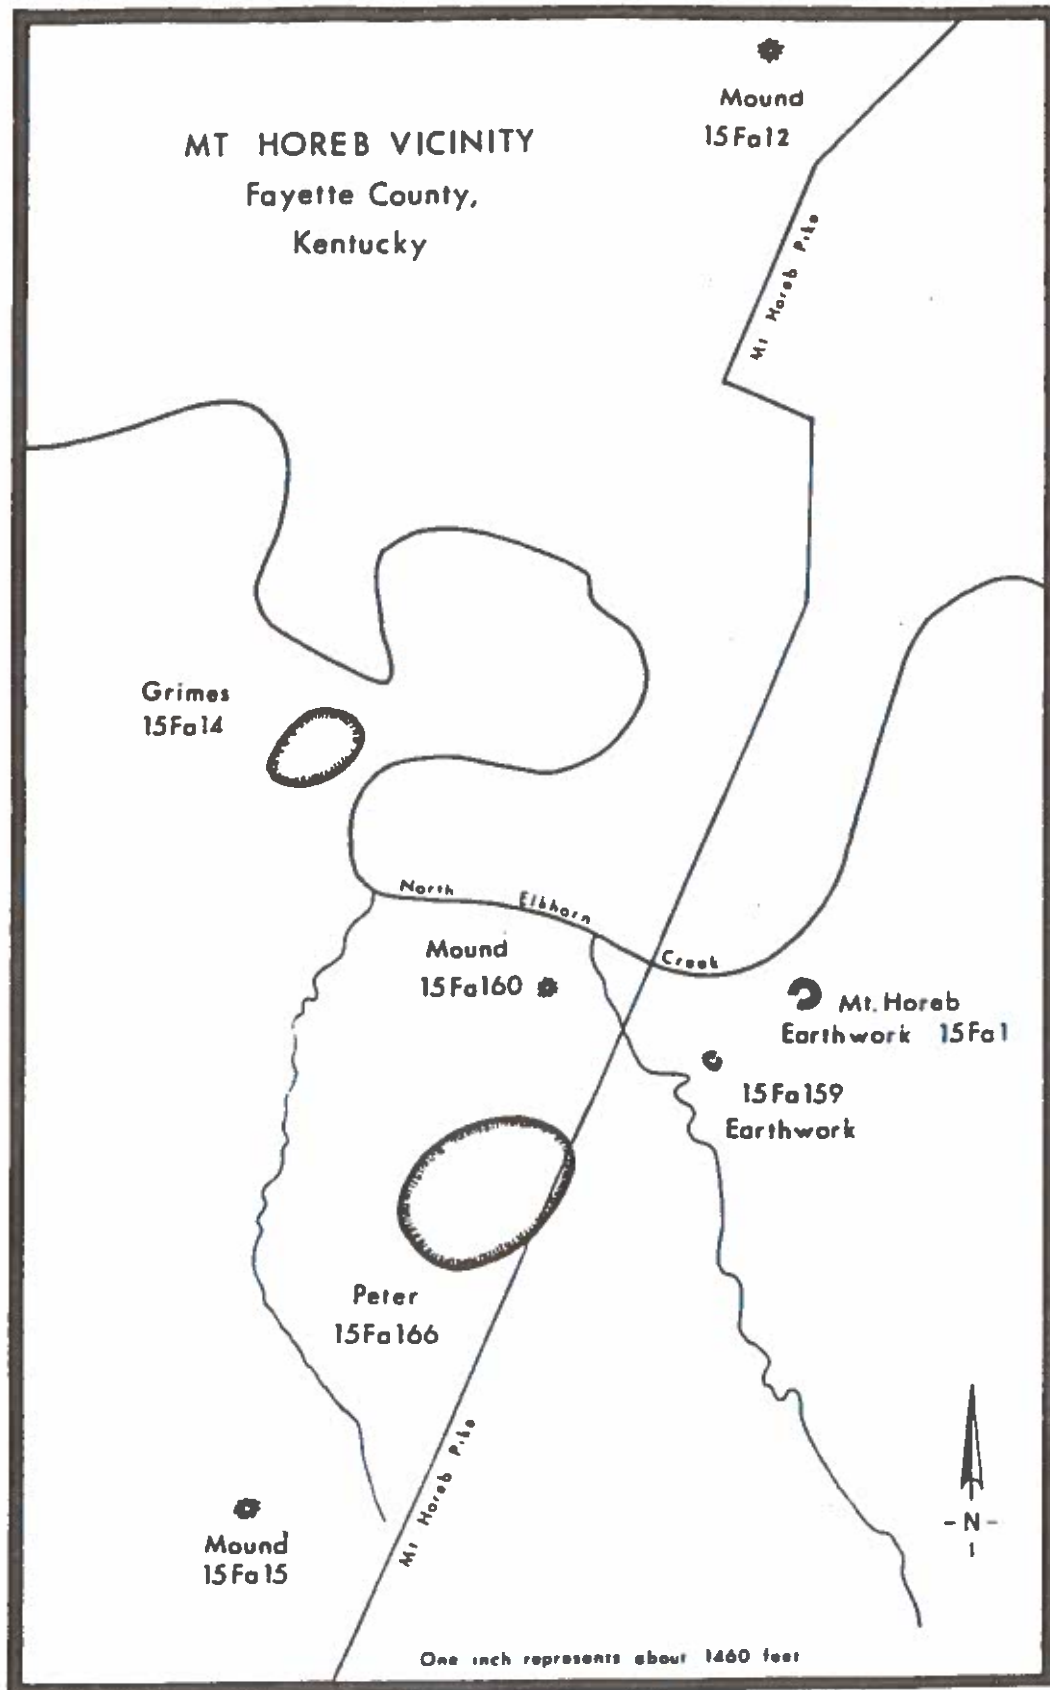 Mound
15Fa12
MT HOREB VICINITY
Fayette County,
Kentucky
Mt Horeb Pike
Grimes
15Fa14
North Elkhorn Creek
Mound
15Fa160
Mt. Horeb
Earthwork 15Fa1
15Fa159
Earthwork
Peter
15Fa166
Mt Horeb Pike
Mound
15Fa15
- N -
One inch represents about 1460 feet